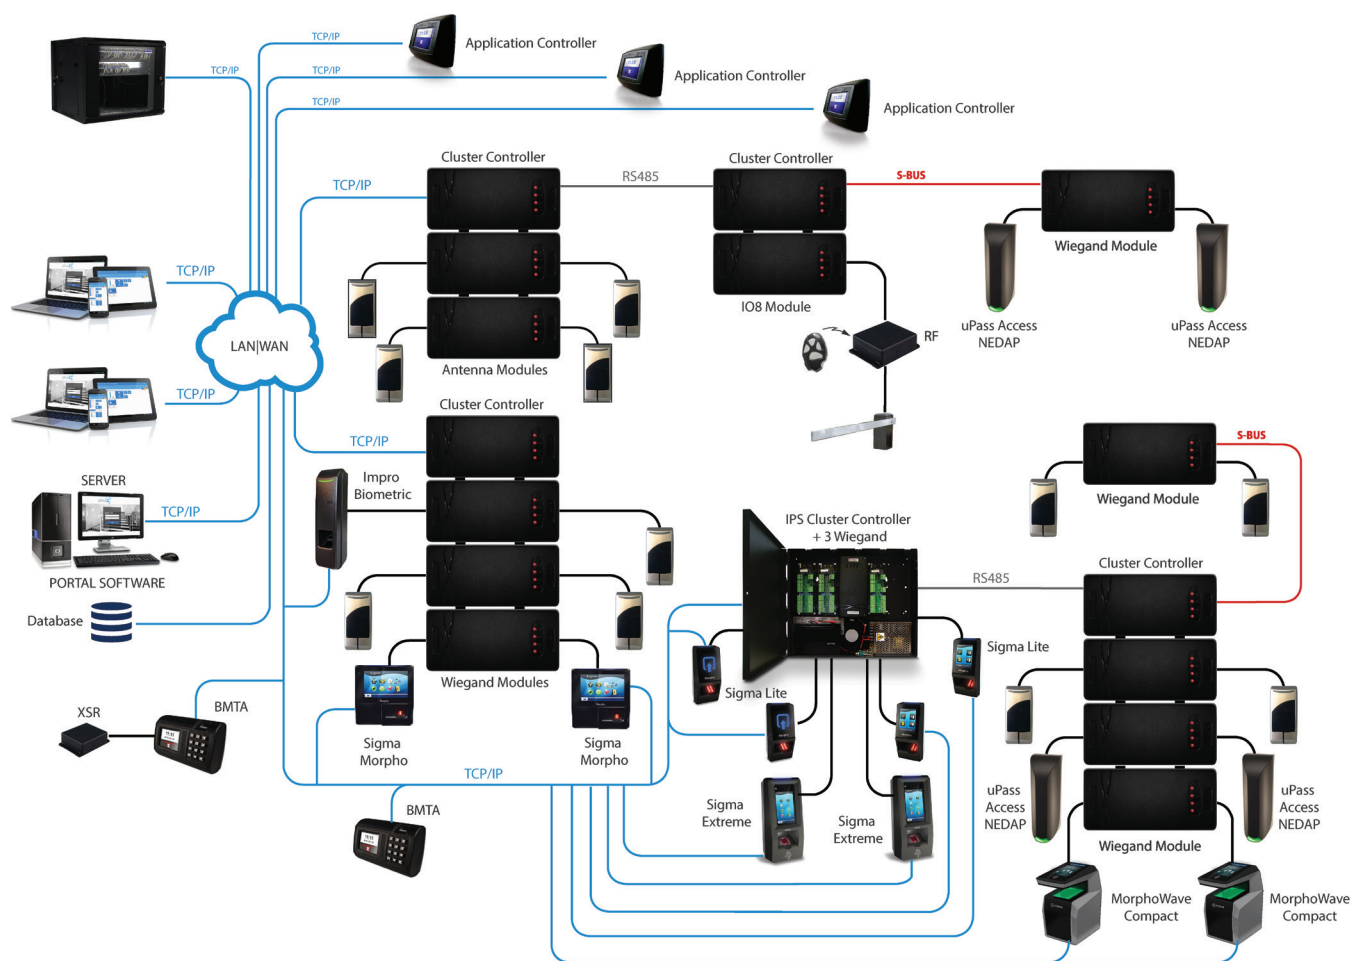 TCP/IP
Application Controller
TCP/IP
TCP/IP
Application Controller
TCP/IP
Application Controller
Cluster Controller
Cluster Controller
TCP/IP
RS485
S-BUS
Wiegand Module
TCP/IP
IO8 Module
uPass Access
NEDAP
uPass Access
NEDAP
RF
LAN|WAN
Antenna Modules
TCP/IP
Cluster Controller
TCP/IP
S-BUS
Impro
Biometric
SERVER
TCP/IP
Wiegand Module
IPS Cluster Controller
+ 3 Wiegand
PORTAL SOFTWARE
RS485
Cluster Controller
Database
Sigma Lite
Wiegand Modules
Sigma Lite
XSR
BMTA
Sigma
Morpho
Sigma
Morpho
TCP/IP
BMTA
Sigma
Extreme
Sigma
Extreme
uPass
Access
NEDAP
uPass
Access
NEDAP
Wiegand Module
MorphoWave
Compact
MorphoWave
Compact